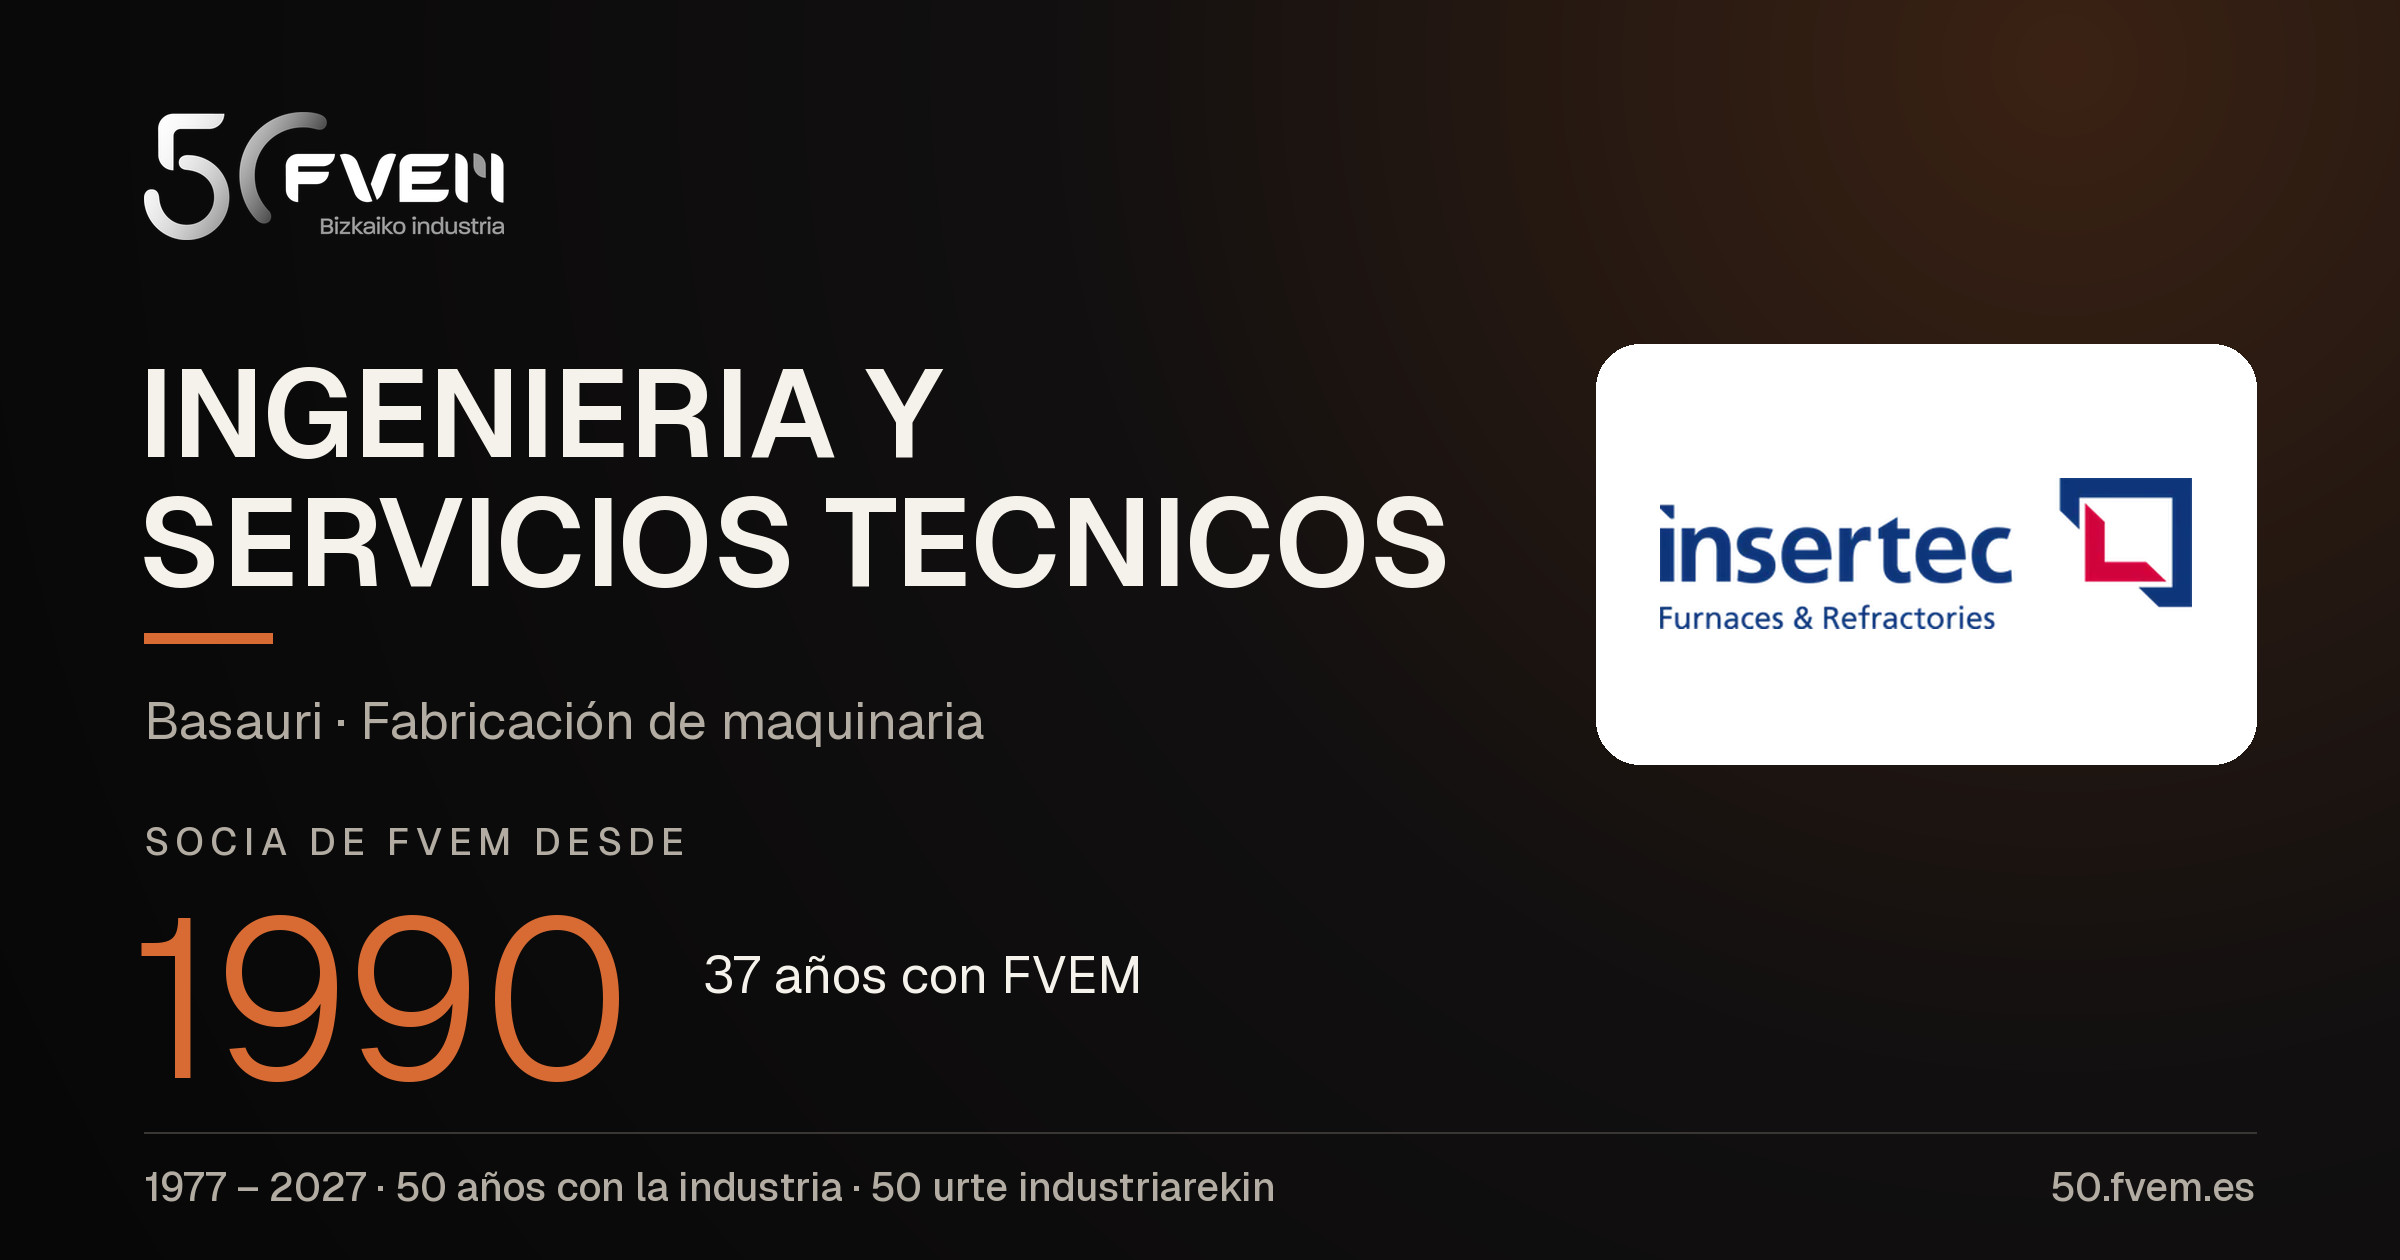 50 FVEM
Bizkaiko industria
INGENIERIA Y
SERVICIOS TECNICOS
insertec
Furnaces & Refractories
Basauri · Fabricación de maquinaria
SOCIA DE FVEM DESDE
1990
37 años con FVEM
1977 – 2027 · 50 años con la industria · 50 urte industriarekin
50.fvem.es